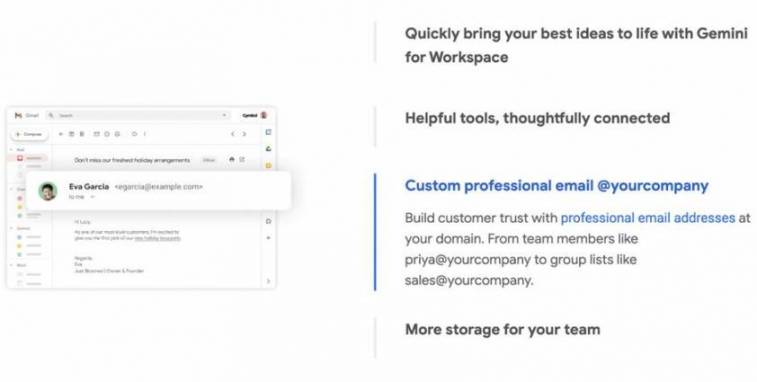 Quickly bring your best ideas to life with Gemini
for Workspace
Helpful tools, thoughtfully connected
Custom professional email @yourcompany
Build customer trust with professional email addresses at
your domain. From team members like
priya@yourcompany to group lists like
sales@yourcompany.
More storage for your team
Gmail
Search
Cymbal
Compose
Mail
Don't miss our freshest holiday arrangements
Eva Garcia <egarcia@example.com>
to me
Hi Lucy,
As one of our most loyal customers, I'm excited to
give you the first pick of our new holiday bouquets.
Regards,
Eva
Just Bloomed | Owner & Founder